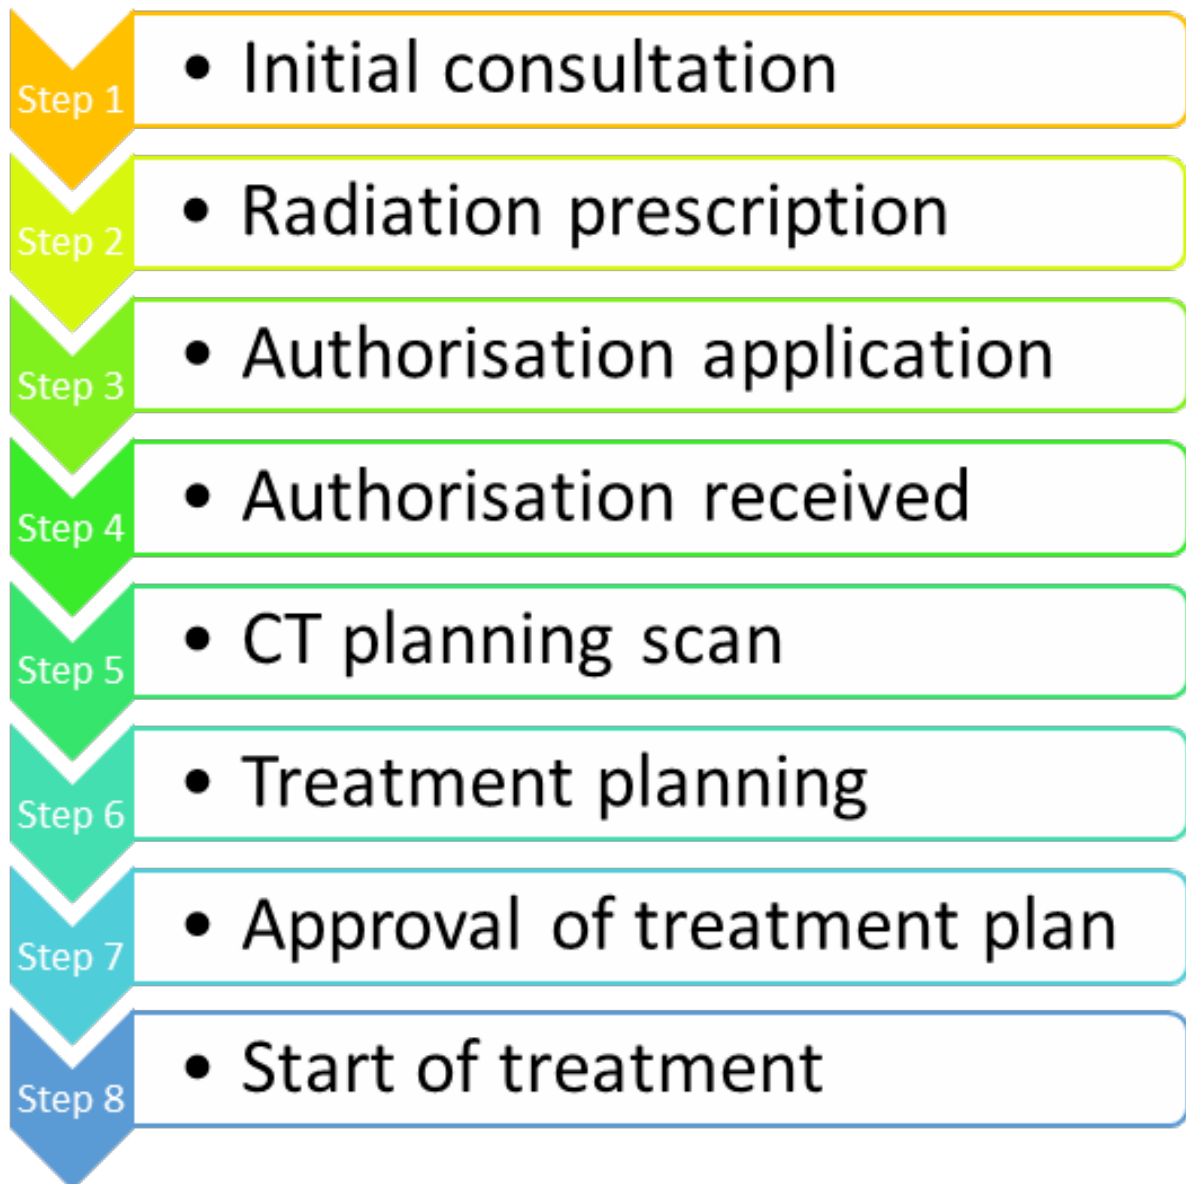 Step 1
• Initial consultation
Step 2
• Radiation prescription
Step 3
• Authorisation application
Step 4
• Authorisation received
Step 5
• CT planning scan
Step 6
• Treatment planning
Step 7
• Approval of treatment plan
Step 8
• Start of treatment